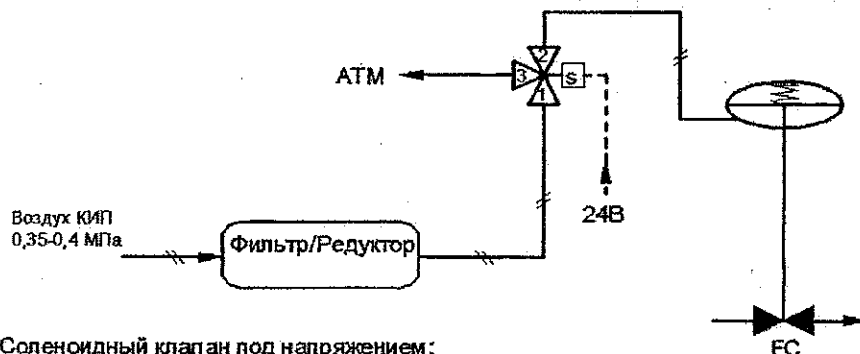 АТМ
2
3
1
s
24В
Воздух КИП
0,35-0,4 МПа
Фильтр/Редуктор
Соленоидный клапан под напряжением:
FC